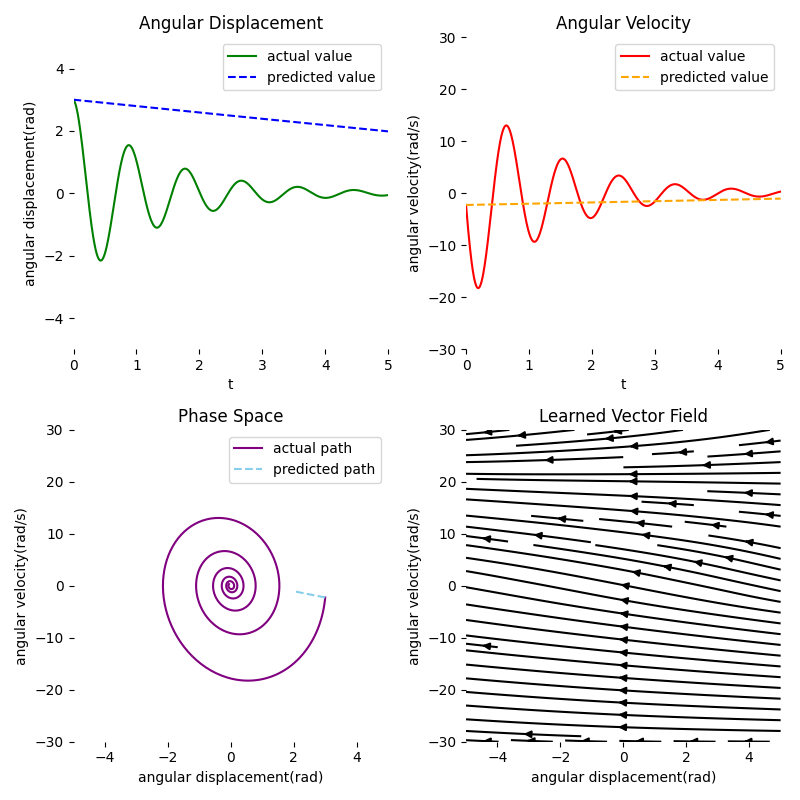 Angular Displacement
actual value
predicted value
angular displacement(rad)
4
2
0
−2
−4
0 1 2 3 4 5
t
Angular Velocity
actual value
predicted value
angular velocity(rad/s)
30
20
10
0
−10
−20
−30
0 1 2 3 4 5
t
Phase Space
actual path
predicted path
angular velocity(rad/s)
30
20
10
0
−10
−20
−30
−4 −2 0 2 4
angular displacement(rad)
Learned Vector Field
angular velocity(rad/s)
30
20
10
0
−10
−20
−30
−4 −2 0 2 4
angular displacement(rad)